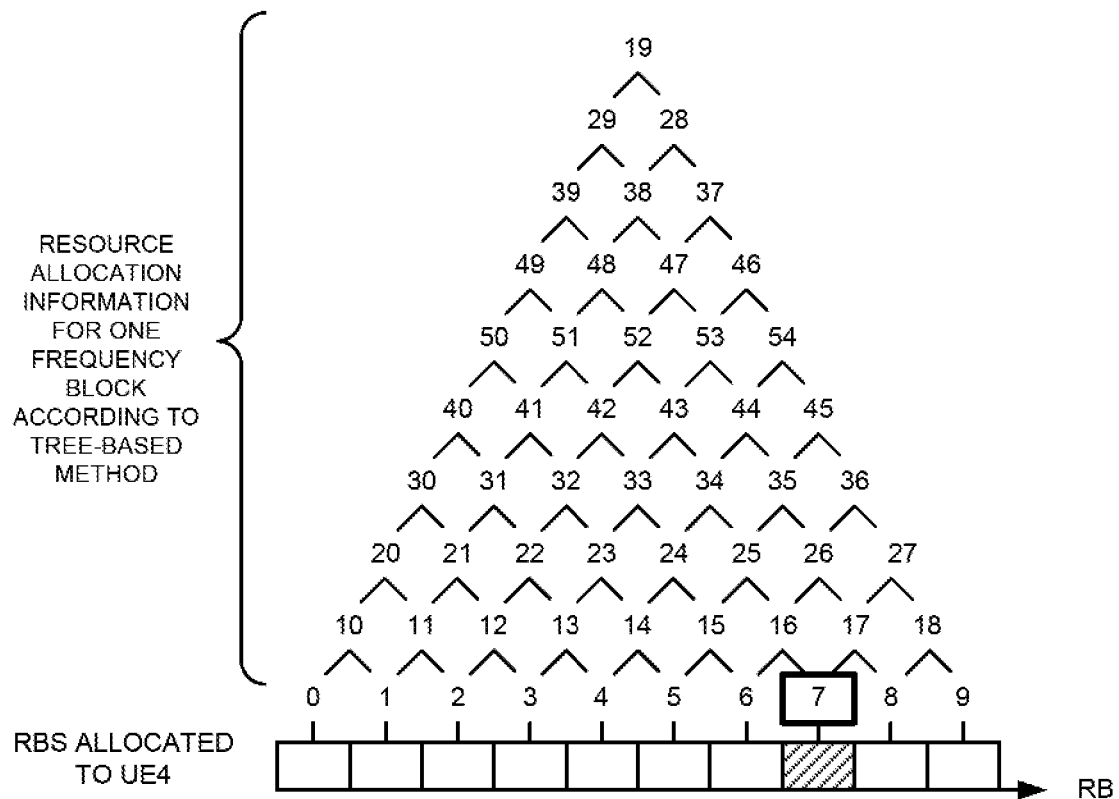 19
29 28
39 38 37
49 48 47 46
50 51 52 53 54
40 41 42 43 44 45
30 31 32 33 34 35 36
20 21 22 23 24 25 26 27
10 11 12 13 14 15 16 17 18
0 1 2 3 4 5 6 7 8 9
RESOURCE
ALLOCATION
INFORMATION
FOR ONE
FREQUENCY
BLOCK
ACCORDING TO
TREE-BASED
METHOD
RBS ALLOCATED
TO UE4
RB